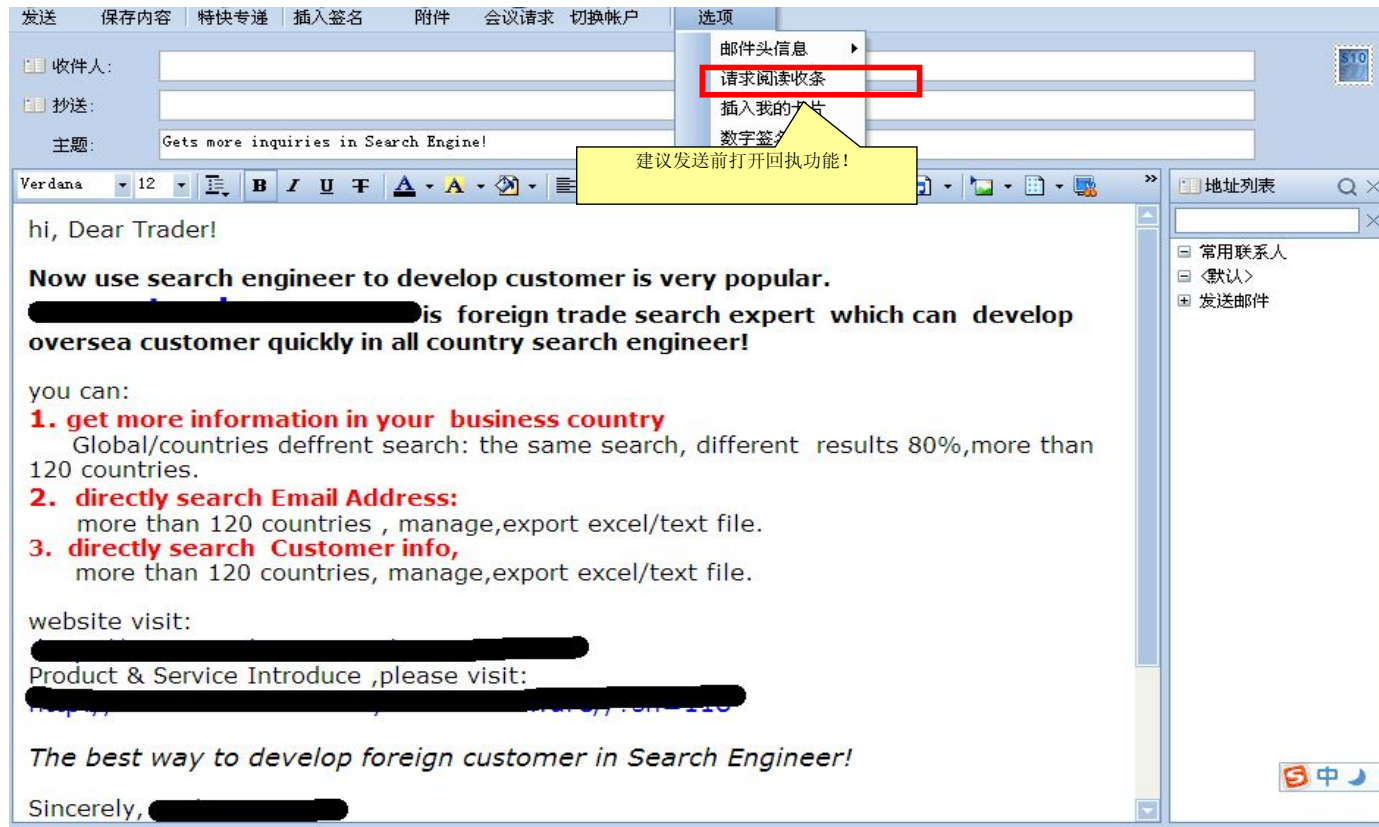 发送 保存内容 特快专递 插入签名 附件 会议请求 切换帐户 选项
邮件头信息
收件人:
请求阅读收条
抄送:
插入我的卡片
主题: Gets more inquiries in Search Engine!
数字签名
建议发送前打开回执功能！
Verdana 12 B I U
地址列表
常用联系人
<默认>
发送邮件
hi, Dear Trader!
Now use search engineer to develop customer is very popular.
is foreign trade search expert which can develop
oversea customer quickly in all country search engineer!
you can:
1. get more information in your business country
Global/countries deffrent search: the same search, different results 80%,more than
120 countries.
2. directly search Email Address:
more than 120 countries , manage,export excel/text file.
3. directly search Customer info,
more than 120 countries, manage,export excel/text file.
website visit:
Product & Service Introduce ,please visit:
The best way to develop foreign customer in Search Engineer!
Sincerely,
S10
中